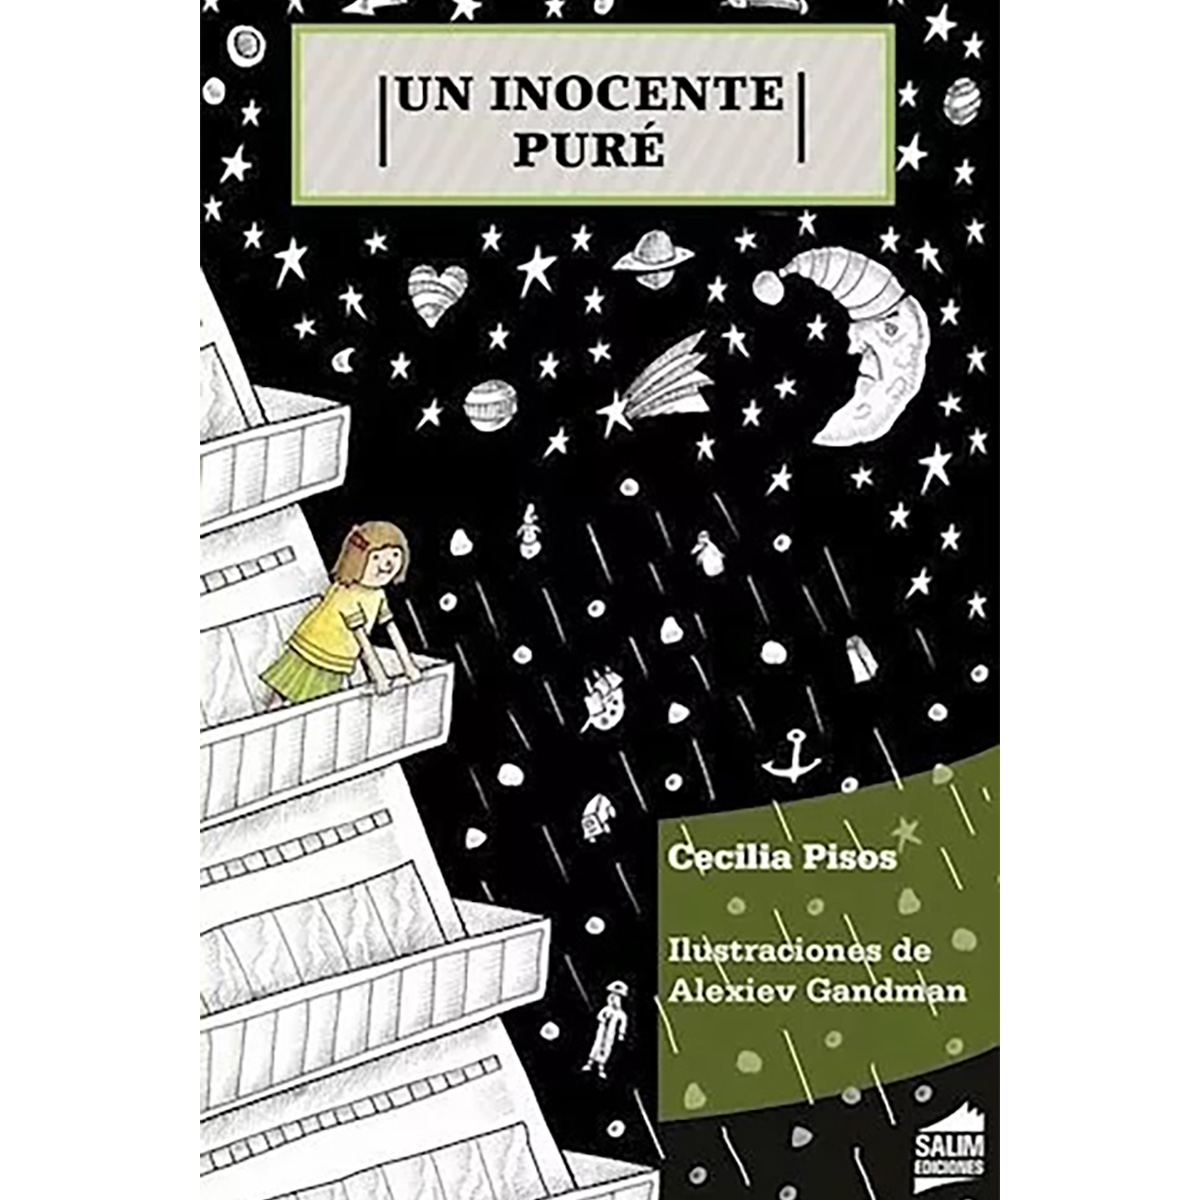 UN INOCENTE
PURÉ
Cecilia Pisos
Ilustraciones de
Alexiev Gandman
SALIM
EDICIONES